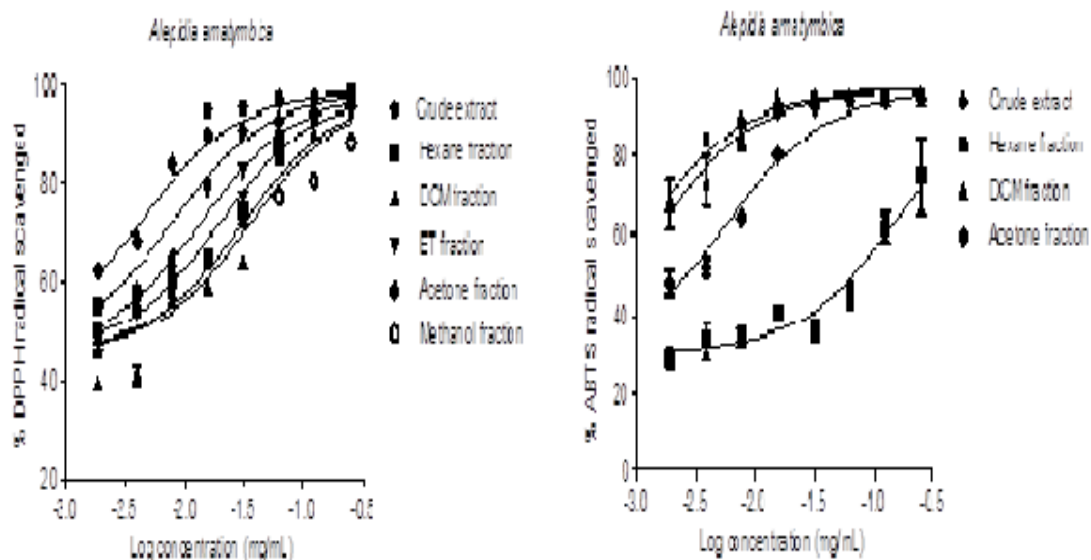 Alepidia amatymbica
% DPPH radical scavenged
100
80
60
40
20
-3.0 -2.5 -2.0 -1.5 -1.0 -0.5
Log concentration (mg/mL)
Crude extract
Hexane fraction
DCM fraction
ET fraction
Acetone fraction
Methanol fraction
Alepidia amatymbica
% ABTS radical scavenged
100
80
60
40
20
0
-3.0 -2.5 -2.0 -1.5 -1.0 -0.5
Log concentration (mg/mL)
Crude extract
Hexane fraction
DCM fraction
Acetone fraction